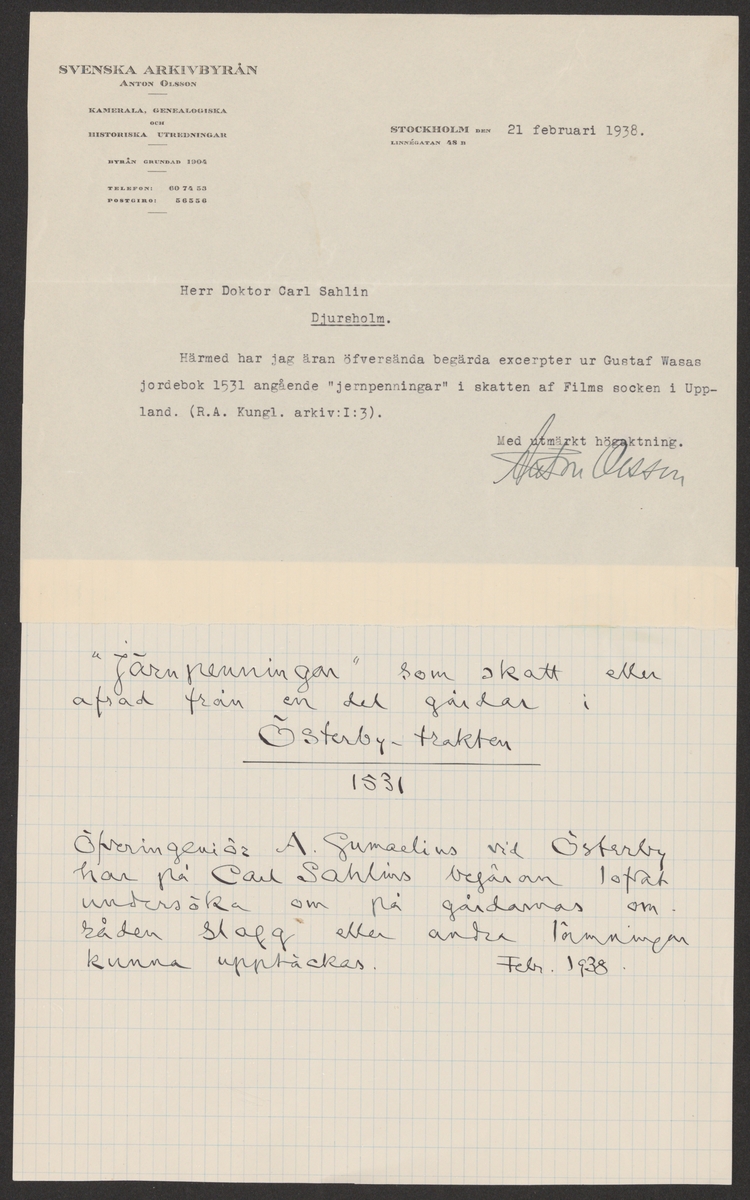 SVENSKA ARKIVBYRÅN
ANTON OLSSON
KAMERALA, GENEALOGISKA
OCH
HISTORISKA UTREDNINGAR
BYRÅN GRUNDAD 1904
TELEFON: 60 74 53
POSTGIRO: 56556
STOCKHOLM DEN 21 februari 1938.
LINNÉGATAN 48 B
Herr Doktor Carl Sahlin
Djursholm.
Härmed har jag äran öfversända begärda excerpter ur Gustaf Wasas
jordebok 1531 angående "jernpenningar" i skatten af Films socken i Upp-
land. (R.A. Kungl. arkiv:I:3).
Med utmärkt högaktning.
Anton Olsson
"Järnpenningar" som skatt eller
afrad från en del gårdar i
Österby-trakten
1531
Öfveringeniör A. Gumaelius vid Österby
har på Carl Sahlins begäran lofvat
undersöka om på gårdarnas om-
råden slagg eller andra lämningar
kunna upptäckas. Febr. 1938.